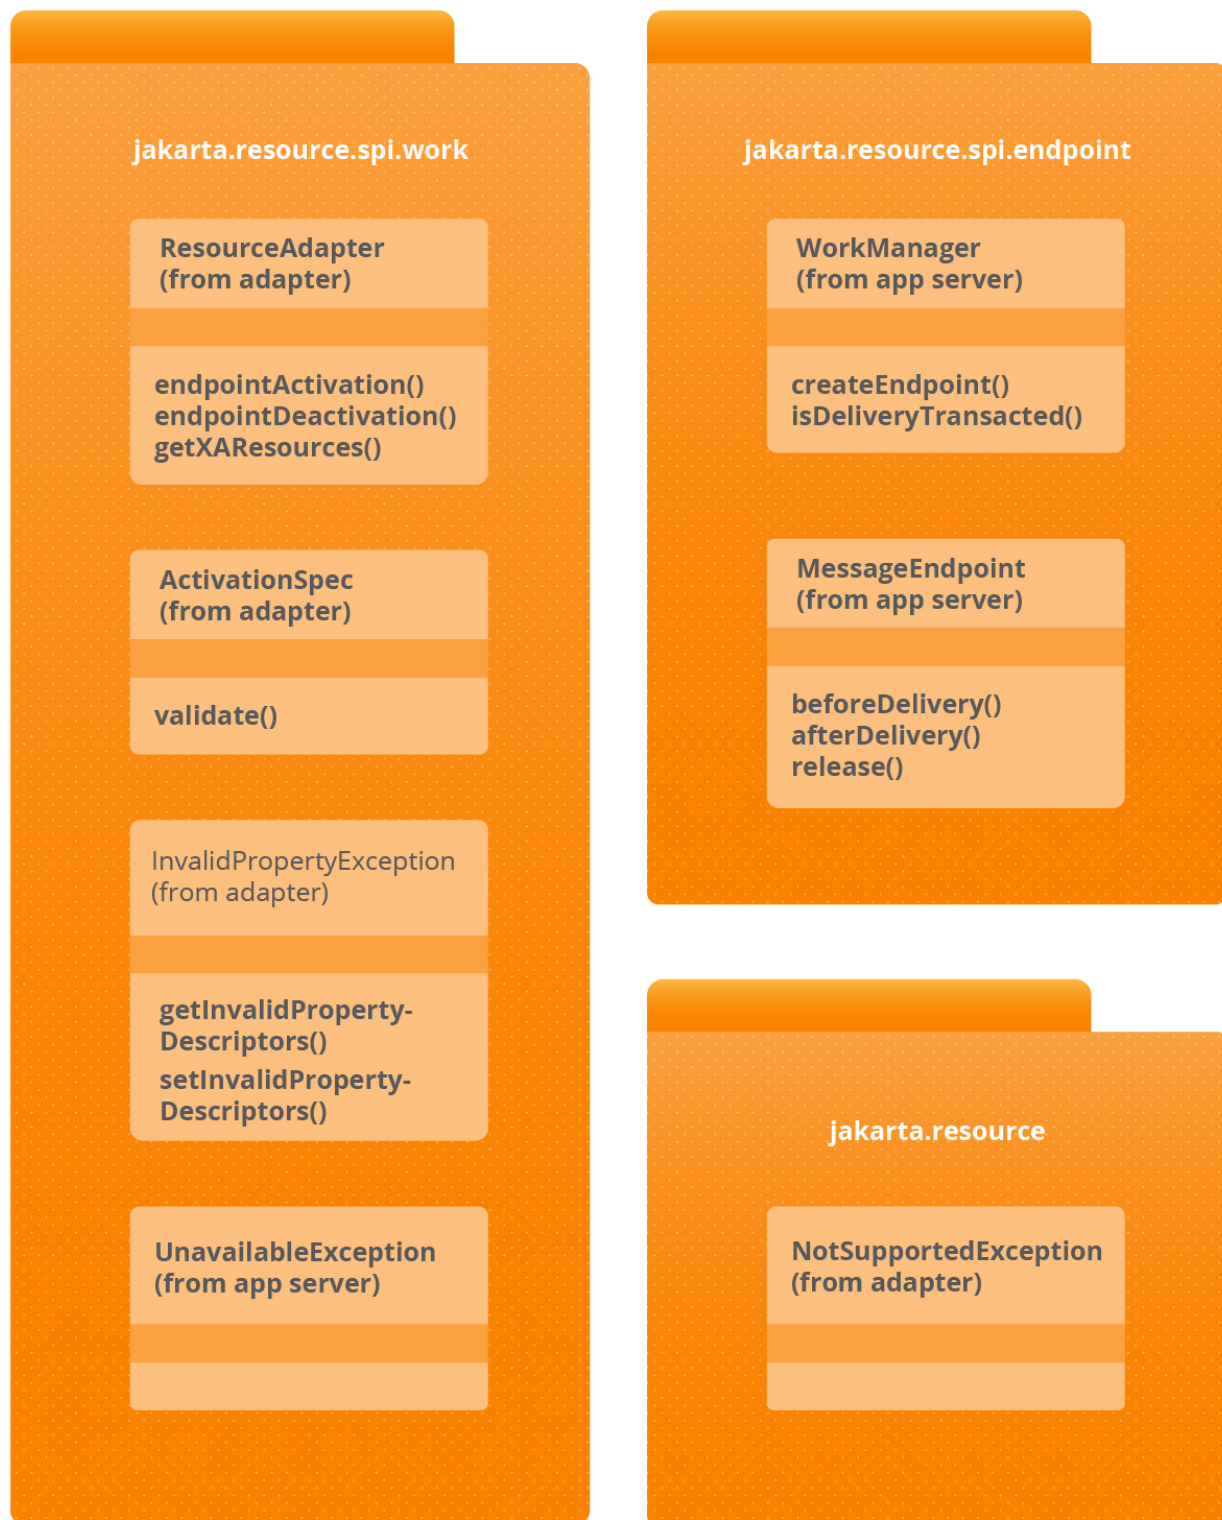 jakarta.resource.spi.work
ResourceAdapter
(from adapter)
endpointActivation()
endpointDeactivation()
getXAResources()
ActivationSpec
(from adapter)
validate()
InvalidPropertyException
(from adapter)
getInvalidProperty-
Descriptors()
setInvalidProperty-
Descriptors()
UnavailableException
(from app server)
jakarta.resource.spi.endpoint
WorkManager
(from app server)
createEndpoint()
isDeliveryTransacted()
MessageEndpoint
(from app server)
beforeDelivery()
afterDelivery()
release()
jakarta.resource
NotSupportedException
(from adapter)